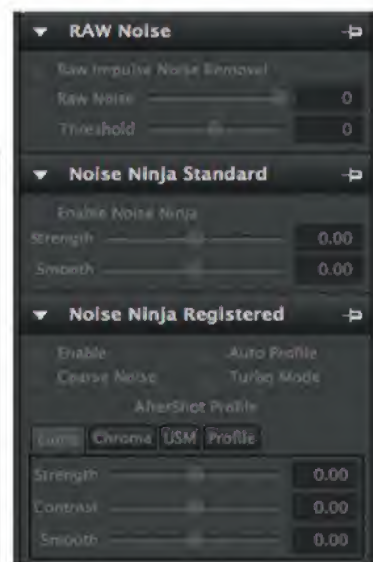 RAW Noise
Raw Impulse Noise Removal
Raw Noise 0
Threshold 0
Noise Ninja Standard
Enable Noise Ninja
Strength 0.00
Smooth 0.00
Noise Ninja Registered
Enable Auto Profile
Coarse Noise Turbo Mode
AfterShot Profile
Luma Chroma USM Profile
Strength 0.00
Contrast 0.00
Smooth 0.00